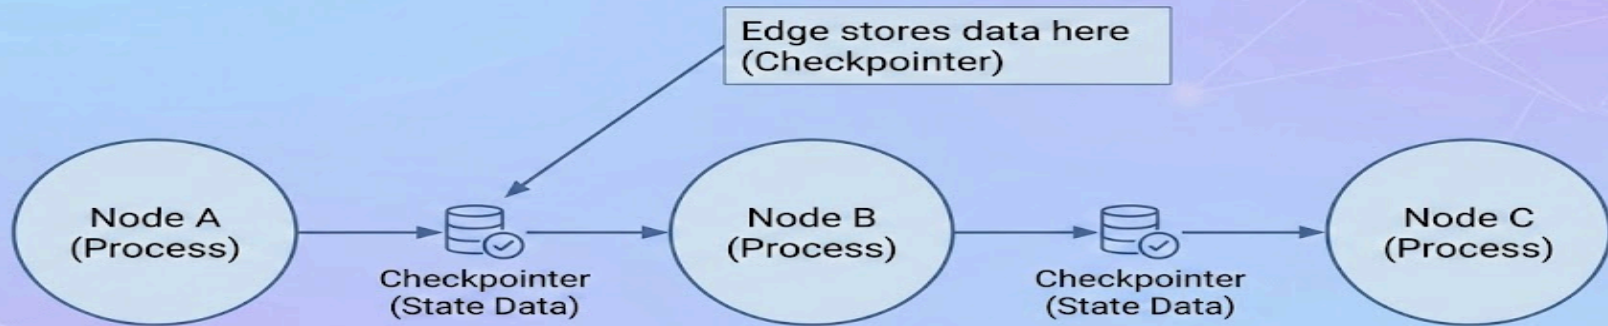 Edge stores data here
(Checkpointer)
Node A
(Process)
Checkpointer
(State Data)
Node B
(Process)
Checkpointer
(State Data)
Node C
(Process)